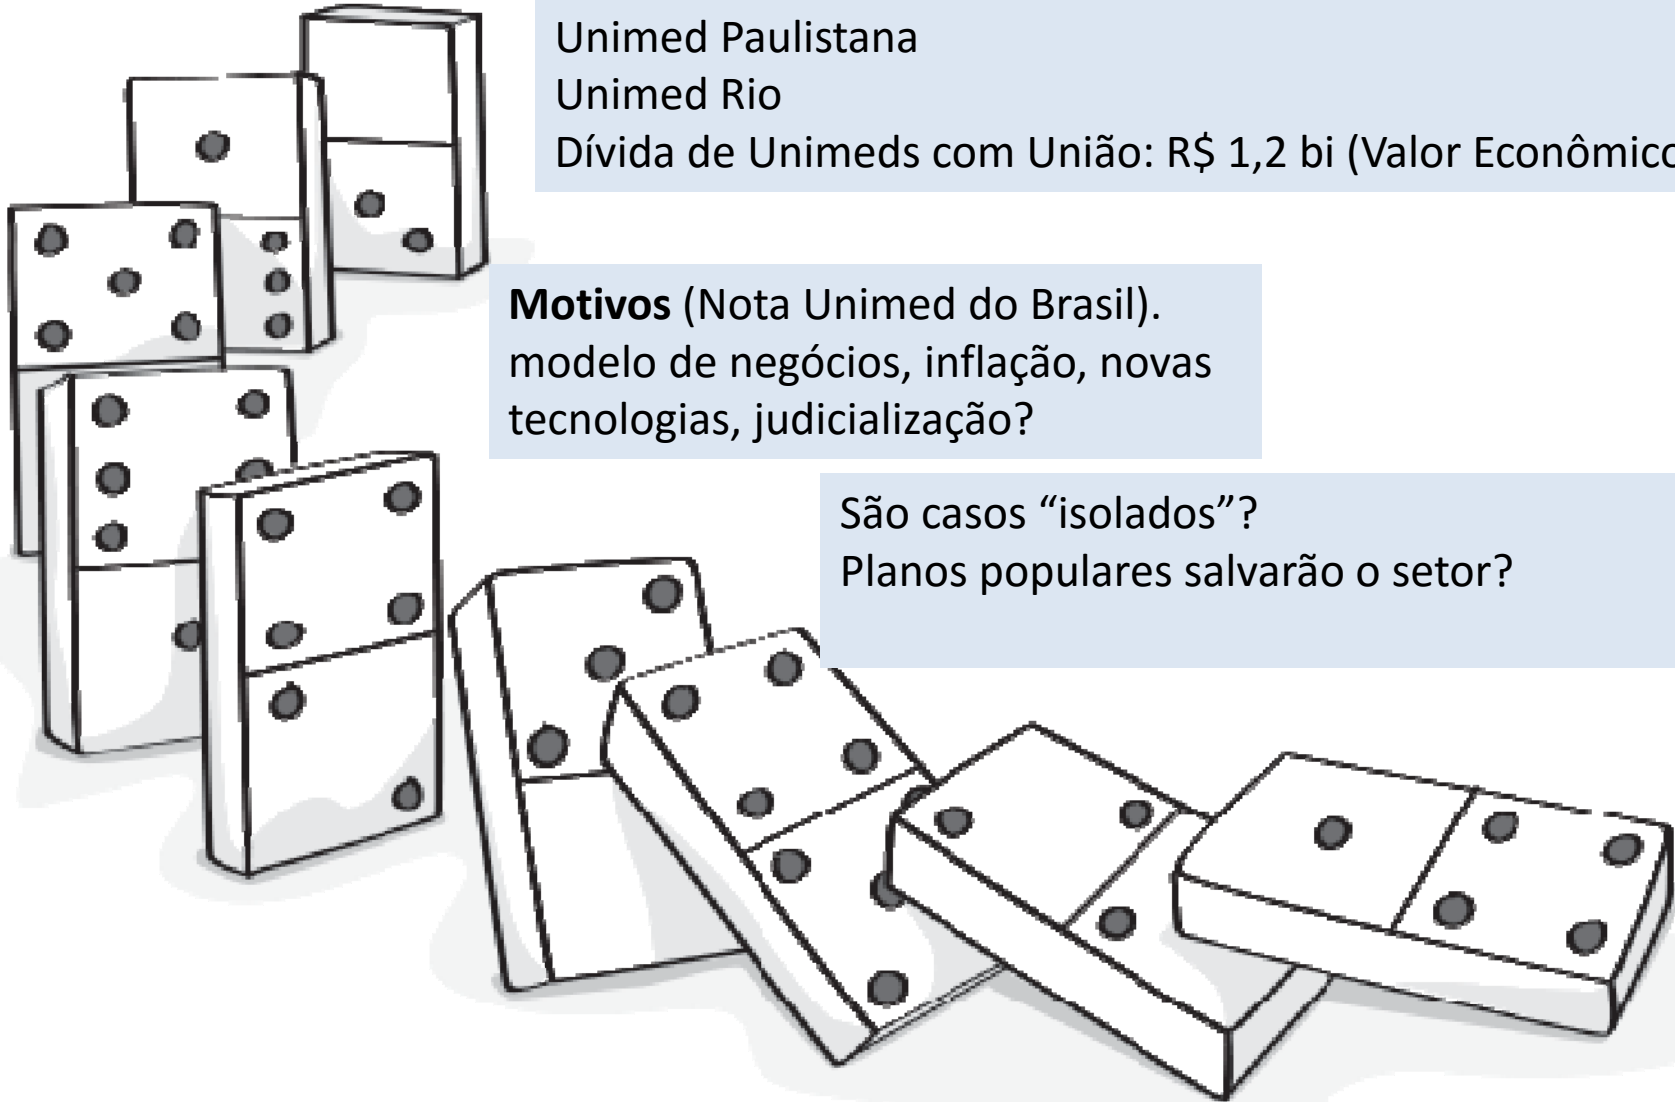 Unimed Paulistana
Unimed Rio
Dívida de Unimeds com União: R$ 1,2 bi (Valor Econômico
Motivos (Nota Unimed do Brasil).
modelo de negócios, inflação, novas
tecnologias, judicialização?
São casos “isolados”?
Planos populares salvarão o setor?